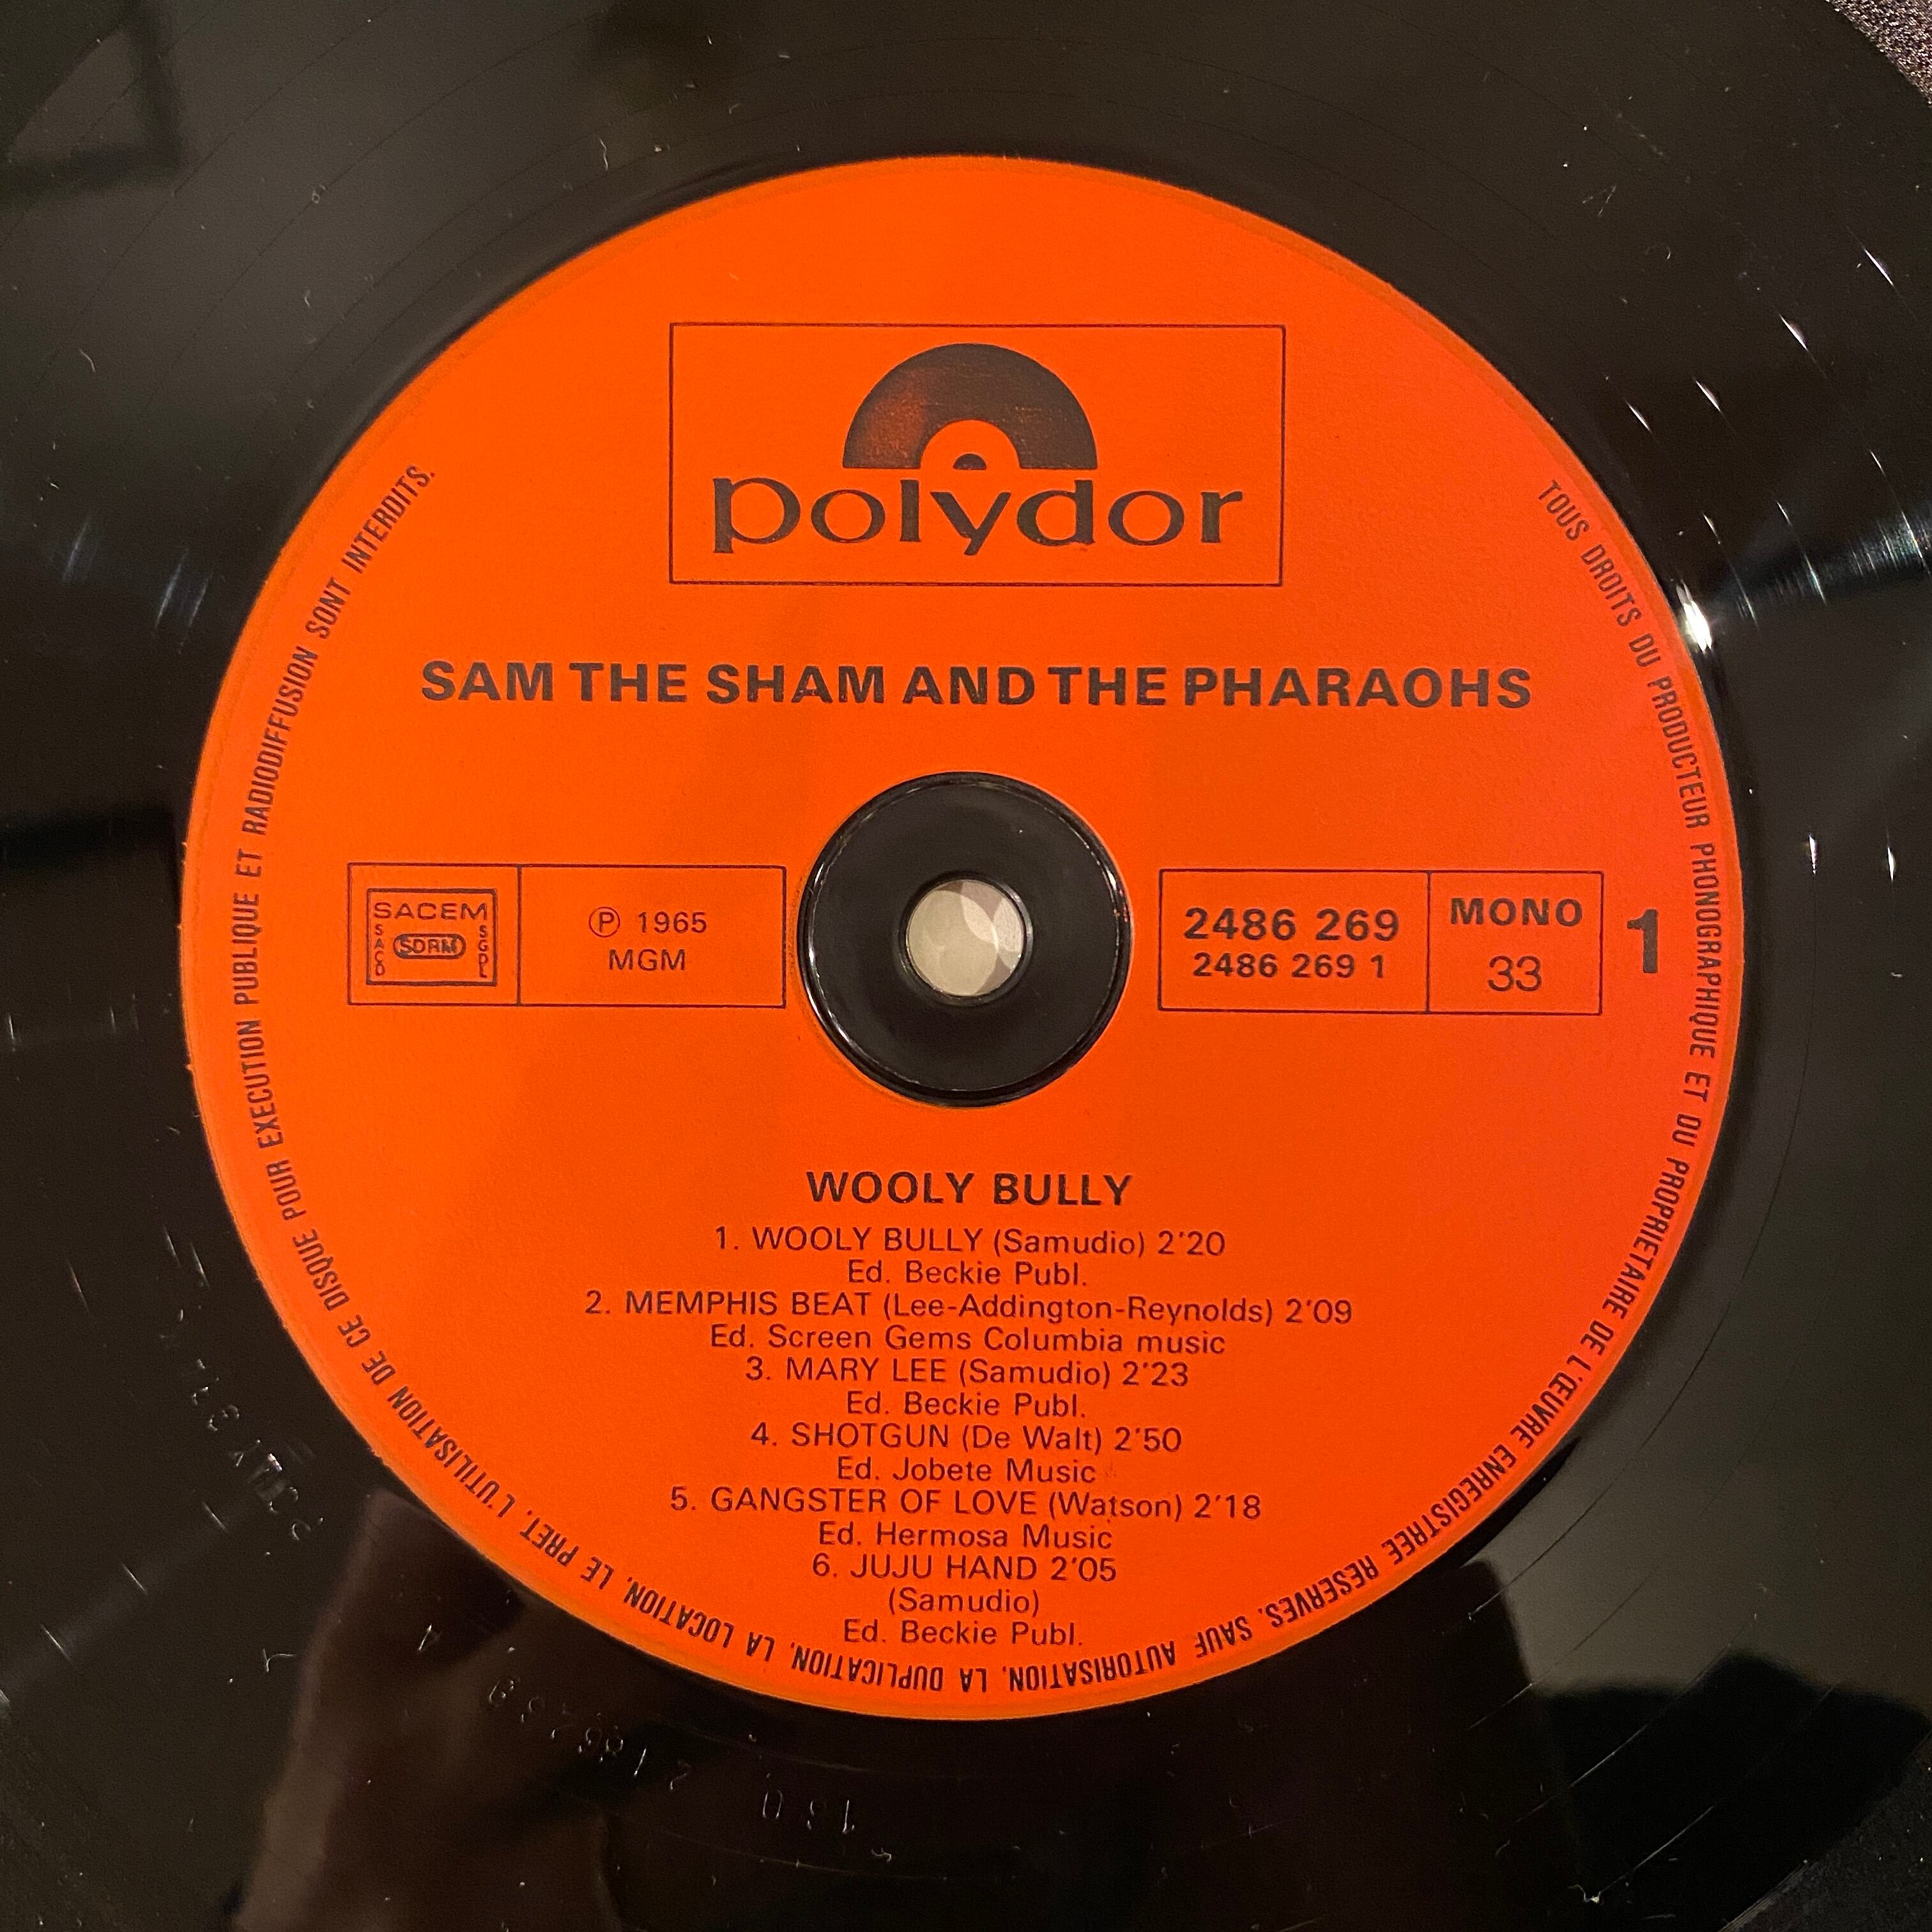 polydor
SAM THE SHAM AND THE PHARAOHS
SACEM
SACD
SDRM
SGDL
℗ 1965
MGM
2486 269
2486 269 1
MONO
33
1
WOOLY BULLY
1. WOOLY BULLY (Samudio) 2'20
Ed. Beckie Publ.
2. MEMPHIS BEAT (Lee-Addington-Reynolds) 2'09
Ed. Screen Gems Columbia music
3. MARY LEE (Samudio) 2'23
Ed. Beckie Publ.
4. SHOTGUN (De Walt) 2'50
Ed. Jobete Music
5. GANGSTER OF LOVE (Watson) 2'18
Ed. Hermosa Music
6. JUJU HAND 2'05
(Samudio)
Ed. Beckie Publ.
TOUS DROITS DU PRODUCTEUR PHONOGRAPHIQUE ET DU PROPRIETAIRE DE L'ŒUVRE ENREGISTREE RESERVES. SAUF AUTORISATION, LA DUPLICATION, LA LOCATION, LE PRET, L'UTILISATION DE CE DISQUE POUR EXECUTION PUBLIQUE ET RADIODIFFUSION SONT INTERDITS.